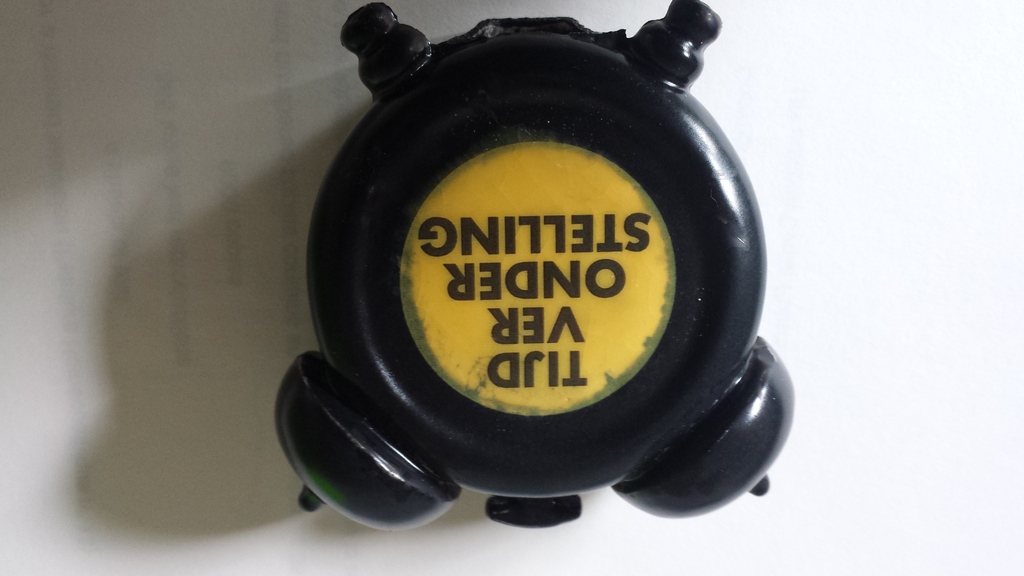 TIJD
VER
ONDER
STELLING